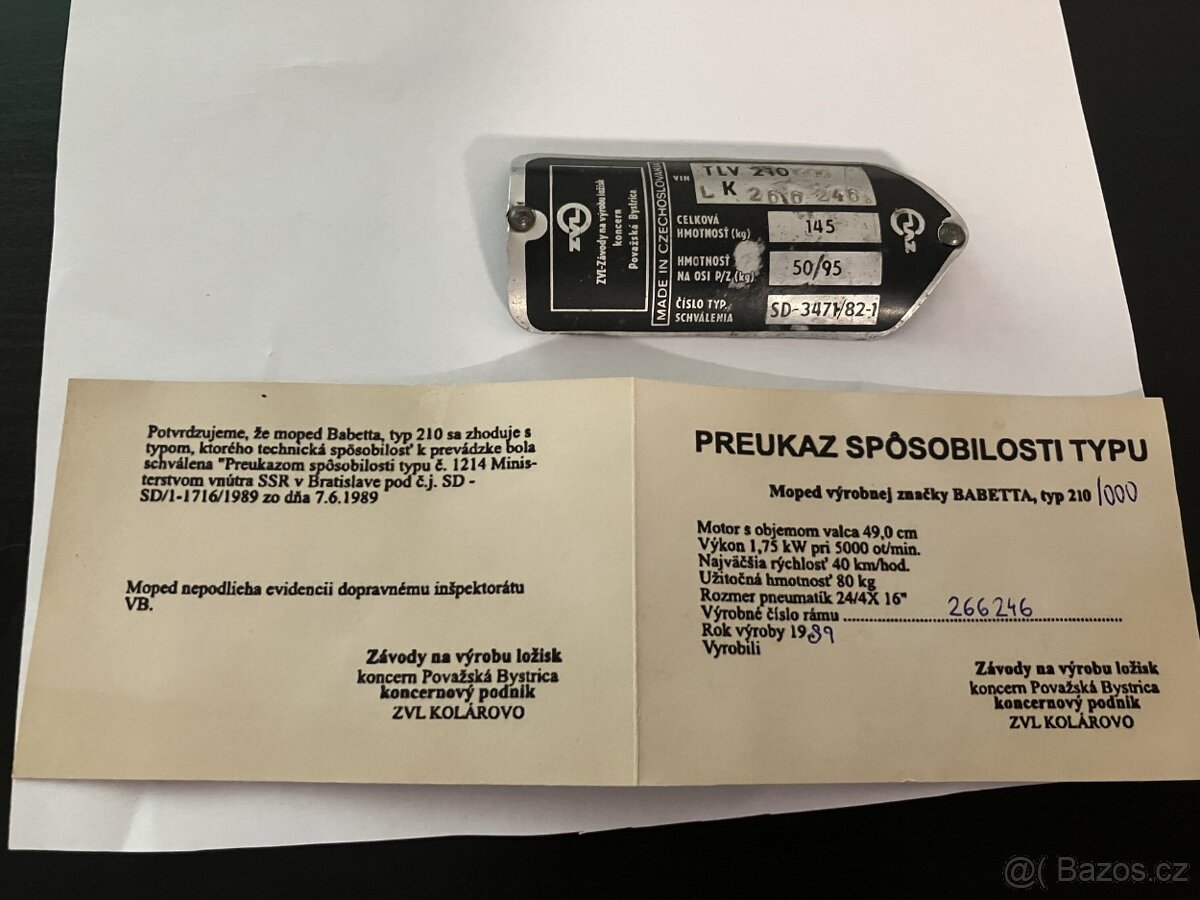 ZVL-Závody na výrobu ložísk
koncern
Považská Bystrica
MADE IN CZECHOSLOVAKIA
VIN TLV 210
LK 266 246
CELKOVÁ
HMOTNOSŤ (kg) 145
HMOTNOSŤ
NA OSI P/Z (kg) 50/95
ČÍSLO TYP.
SCHVÁLENIA SD-3471/82-1
Potvrdzujeme, že moped Babetta, typ 210 sa zhoduje s
typom, ktorého technická spôsobilosť k prevádzke bola
schválena "Preukazom spôsobilosti typu č. 1214 Minis-
terstvom vnútra SSR v Bratislave pod č.j. SD -
SD/1-1716/1989 zo dňa 7.6.1989
Moped nepodlieha evidencii dopravnému inšpektorátu
VB.
Závody na výrobu ložisk
koncern Považská Bystrica
koncernový podnik
ZVL KOLÁROVO
PREUKAZ SPÔSOBILOSTI TYPU
Moped výrobnej značky BABETTA, typ 210 /000
Motor s objemom valca 49,0 cm
Výkon 1,75 kW pri 5000 ot/min.
Najväčšia rýchlosť 40 km/hod.
Užitočná hmotnosť 80 kg
Rozmer pneumatík 24/4X 16"
Výrobné číslo rámu 266246
Rok výroby 1989
Vyrobili
Závody na výrobu ložisk
koncern Považská Bystrica
koncernový podnik
ZVL KOLÁROVO
Bazos.cz